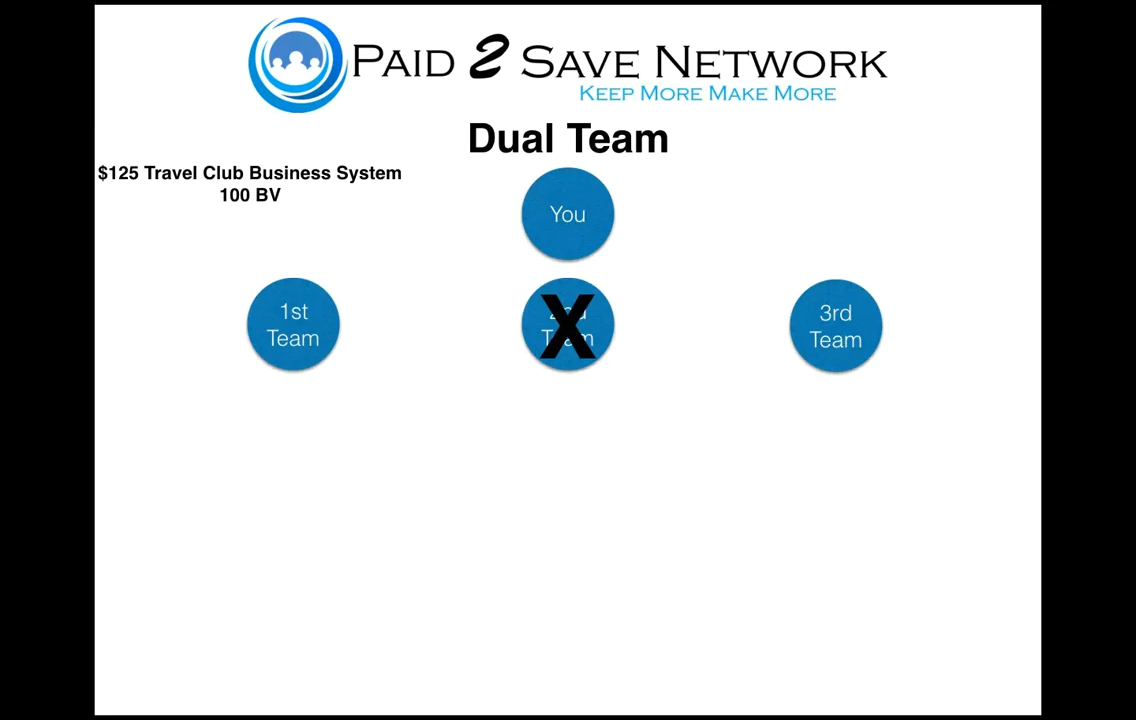 PAID 2 SAVE NETWORK
KEEP MORE MAKE MORE
Dual Team
$125 Travel Club Business System
100 BV
You
1st
Team
X
3rd
Team